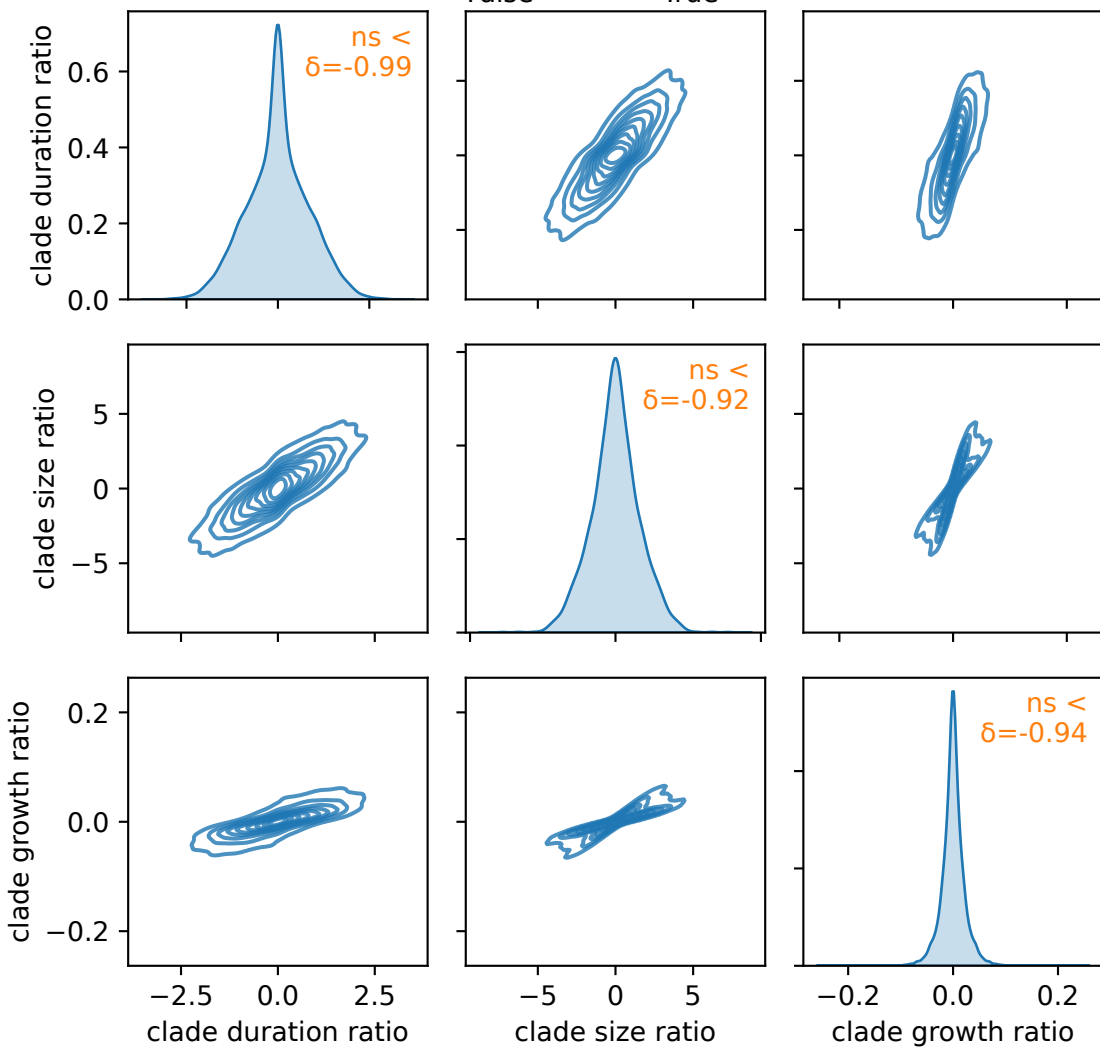 clade duration ratio
0.6
0.4
0.2
0.0
ns <
δ=-0.99
clade size ratio
5
0
−5
ns <
δ=-0.92
clade growth ratio
0.2
0.0
−0.2
ns <
δ=-0.94
−2.5 0.0 2.5
−5 0 5
−0.2 0.0 0.2
clade duration ratio
clade size ratio
clade growth ratio